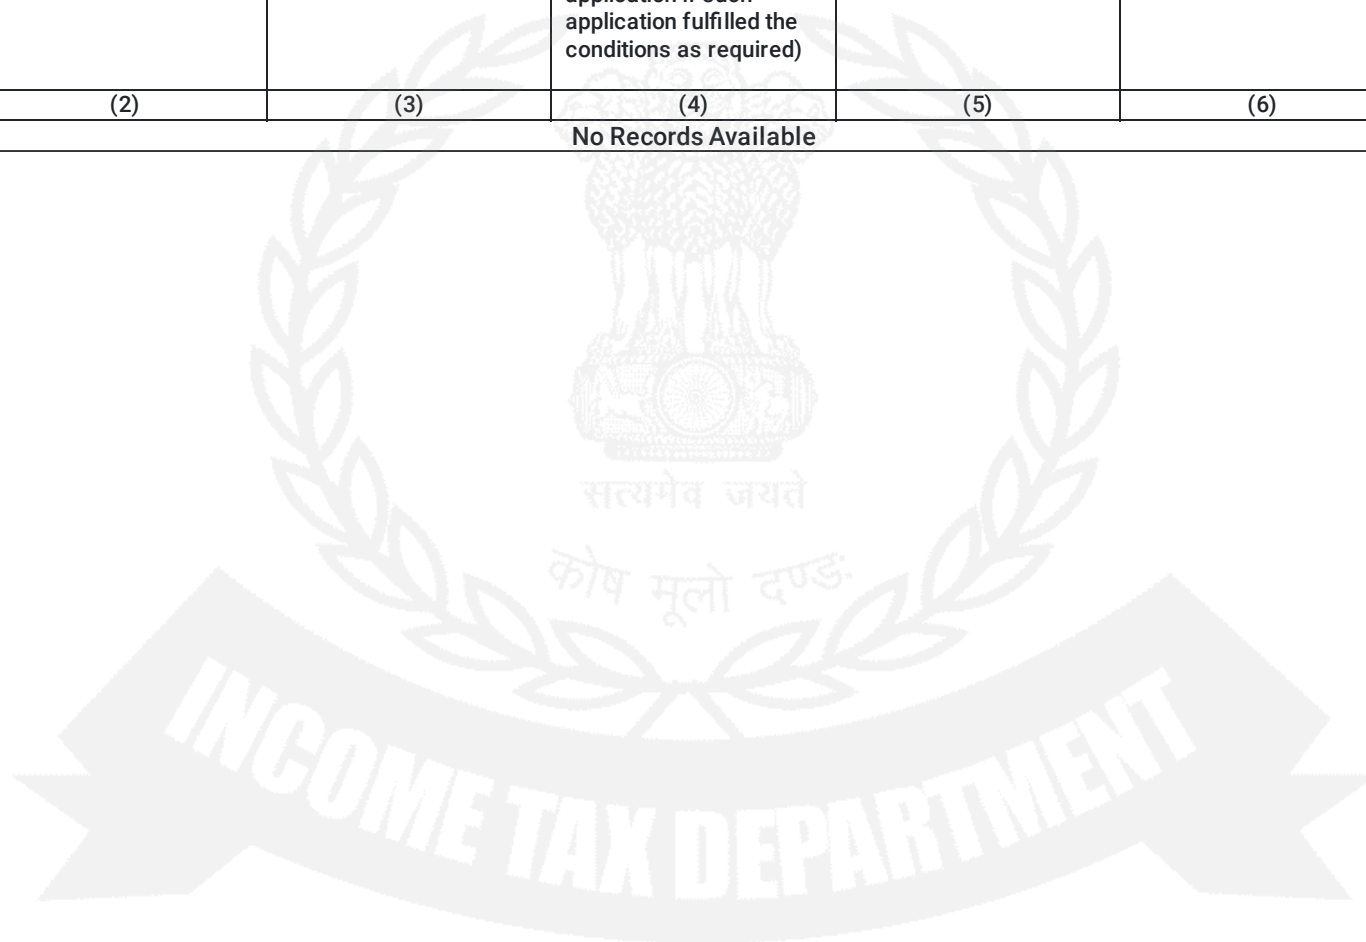 application if such
application fulfilled the
conditions as required)
(2) (3) (4) (5) (6)
No Records Available
सत्यमेव जयते
कोष मूलो दण्डः
INCOME TAX DEPARTMENT